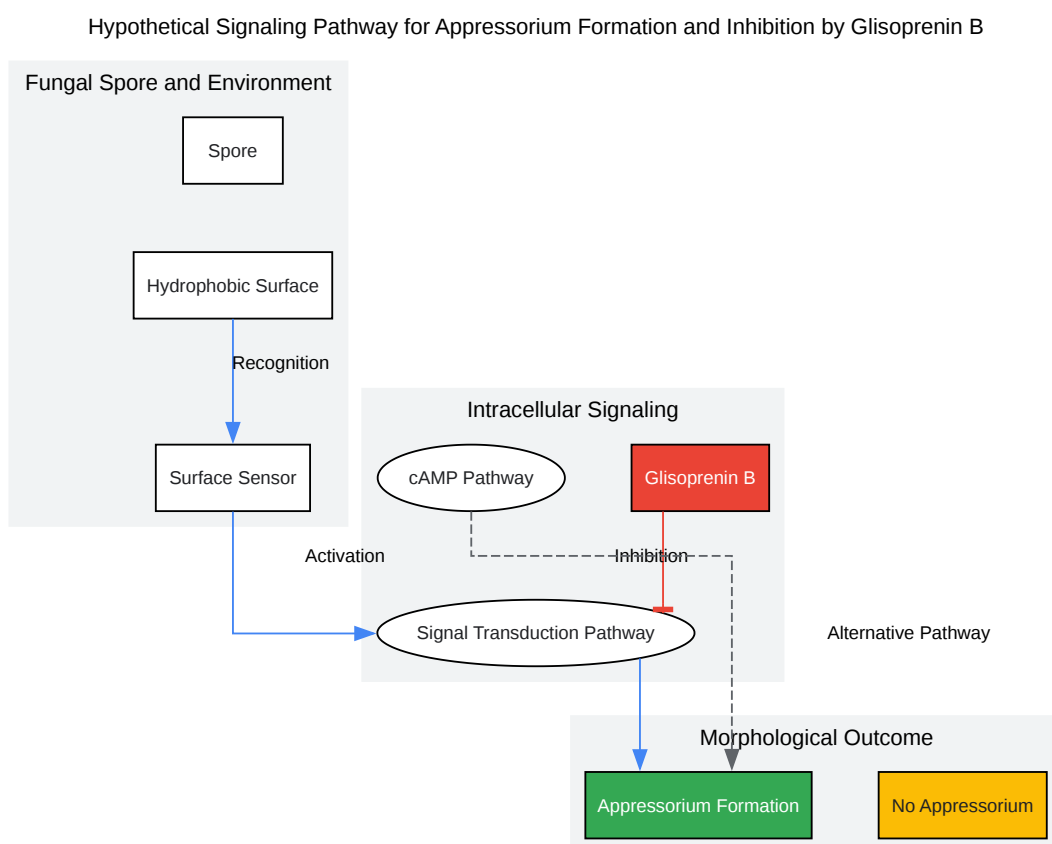 Hypothetical Signaling Pathway for Appressorium Formation and Inhibition by Glisoprenin B
Fungal Spore and Environment
Spore
Hydrophobic Surface
Recognition
Surface Sensor
Intracellular Signaling
cAMP Pathway
Glisoprenin B
Activation
Inhibition
Signal Transduction Pathway
Alternative Pathway
Morphological Outcome
Appressorium Formation
No Appressorium